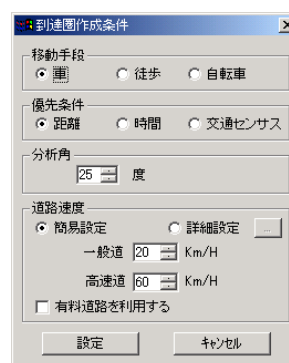 到達圏作成条件
移動手段
車 徒歩 自転車
優先条件
距離 時間 交通センサス
分析角
25 度
道路速度
簡易設定 詳細設定 ...
一般道 20 Km/H
高速道 60 Km/H
有料道路を利用する
設定 ｷｬﾝｾﾙ